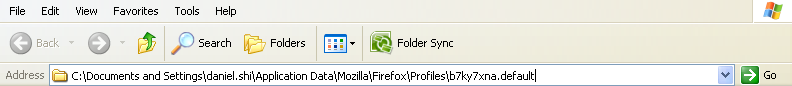 File Edit View Favorites Tools Help
Back Search Folders Folder Sync
Address C:\Documents and Settings\daniel.shi\Application Data\Mozilla\Firefox\Profiles\b7ky7xna.default Go